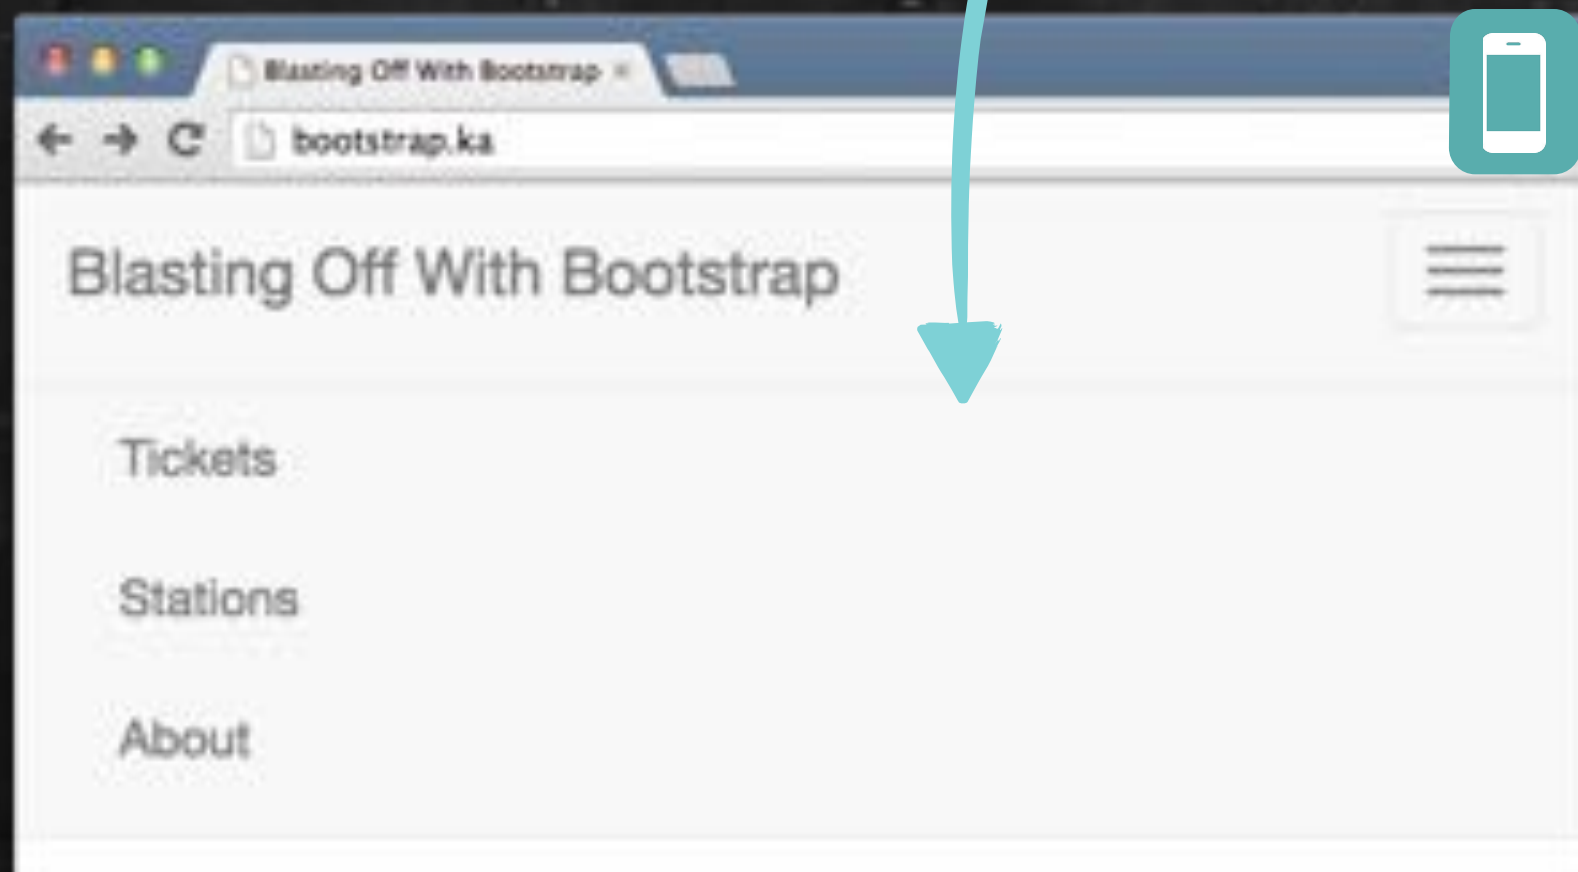 Blasting Off With Bootstrap
bootstrap.ka
Blasting Off With Bootstrap
Tickets
Stations
About